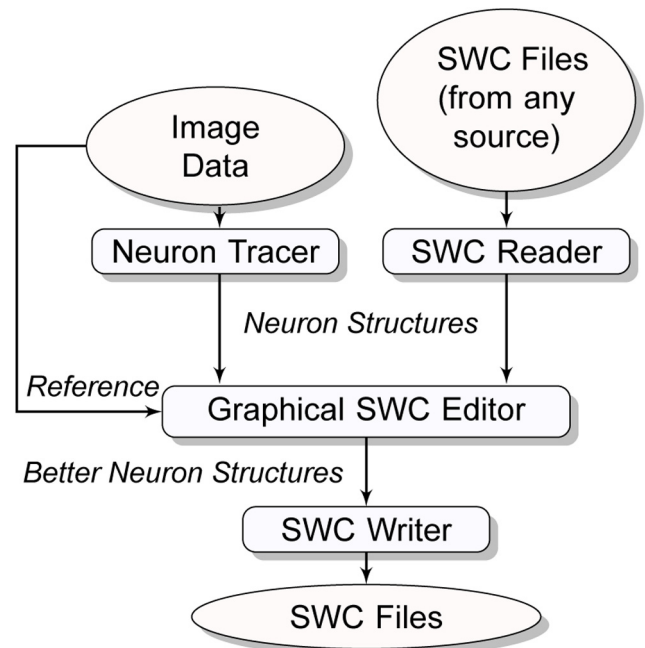 SWC Files
(from any
source)
Image
Data
Neuron Tracer
SWC Reader
Neuron Structures
Reference
Graphical SWC Editor
Better Neuron Structures
SWC Writer
SWC Files